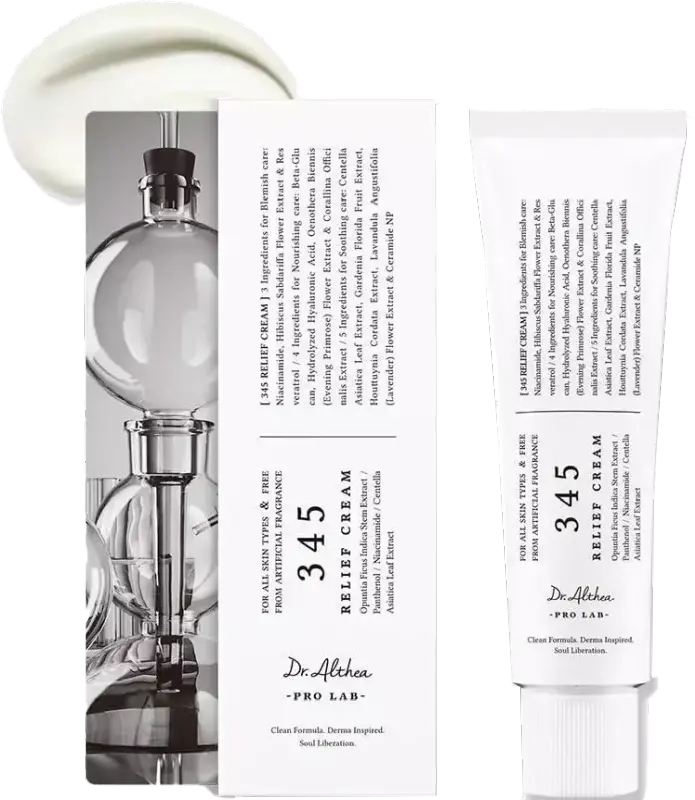 [ 345 RELIEF CREAM ] 3 Ingredients for Blemish care:
Niacinamide, Hibiscus Sabdariffa Flower Extract & Res
veratrol / 4 Ingredients for Nourishing care: Beta-Glu
can, Hydrolyzed Hyaluronic Acid, Oenothera Biennis
(Evening Primrose) Flower Extract & Corallina Offici
nalis Extract / 5 Ingredients for Soothing care: Centella
Asiatica Leaf Extract, Gardenia Florida Fruit Extract,
Houttuynia Cordata Extract, Lavandula Angustifolia
(Lavender) Flower Extract & Ceramide NP
FOR ALL SKIN TYPES & FREE
FROM ARTIFICIAL FRAGRANCE
345
RELIEF CREAM
Opuntia Ficus Indica Stem Extract /
Panthenol / Niacinamide / Centella
Asiatica Leaf Extract
Dr.Althea
-PRO LAB-
Clean Formula. Derma Inspired.
Soul Liberation.
[ 345 RELIEF CREAM ] 3 Ingredients for Blemish care:
Niacinamide, Hibiscus Sabdariffa Flower Extract & Res
veratrol / 4 Ingredients for Nourishing care: Beta-Glu
can, Hydrolyzed Hyaluronic Acid, Oenothera Biennis
(Evening Primrose) Flower Extract & Corallina Offici
nalis Extract / 5 Ingredients for Soothing care: Centella
Asiatica Leaf Extract, Gardenia Florida Fruit Extract,
Houttuynia Cordata Extract, Lavandula Angustifolia
(Lavender) Flower Extract & Ceramide NP
FOR ALL SKIN TYPES & FREE
FROM ARTIFICIAL FRAGRANCE
345
RELIEF CREAM
Opuntia Ficus Indica Stem Extract /
Panthenol / Niacinamide / Centella
Asiatica Leaf Extract
Dr.Althea
-PRO LAB-
Clean Formula. Derma Inspired.
Soul Liberation.